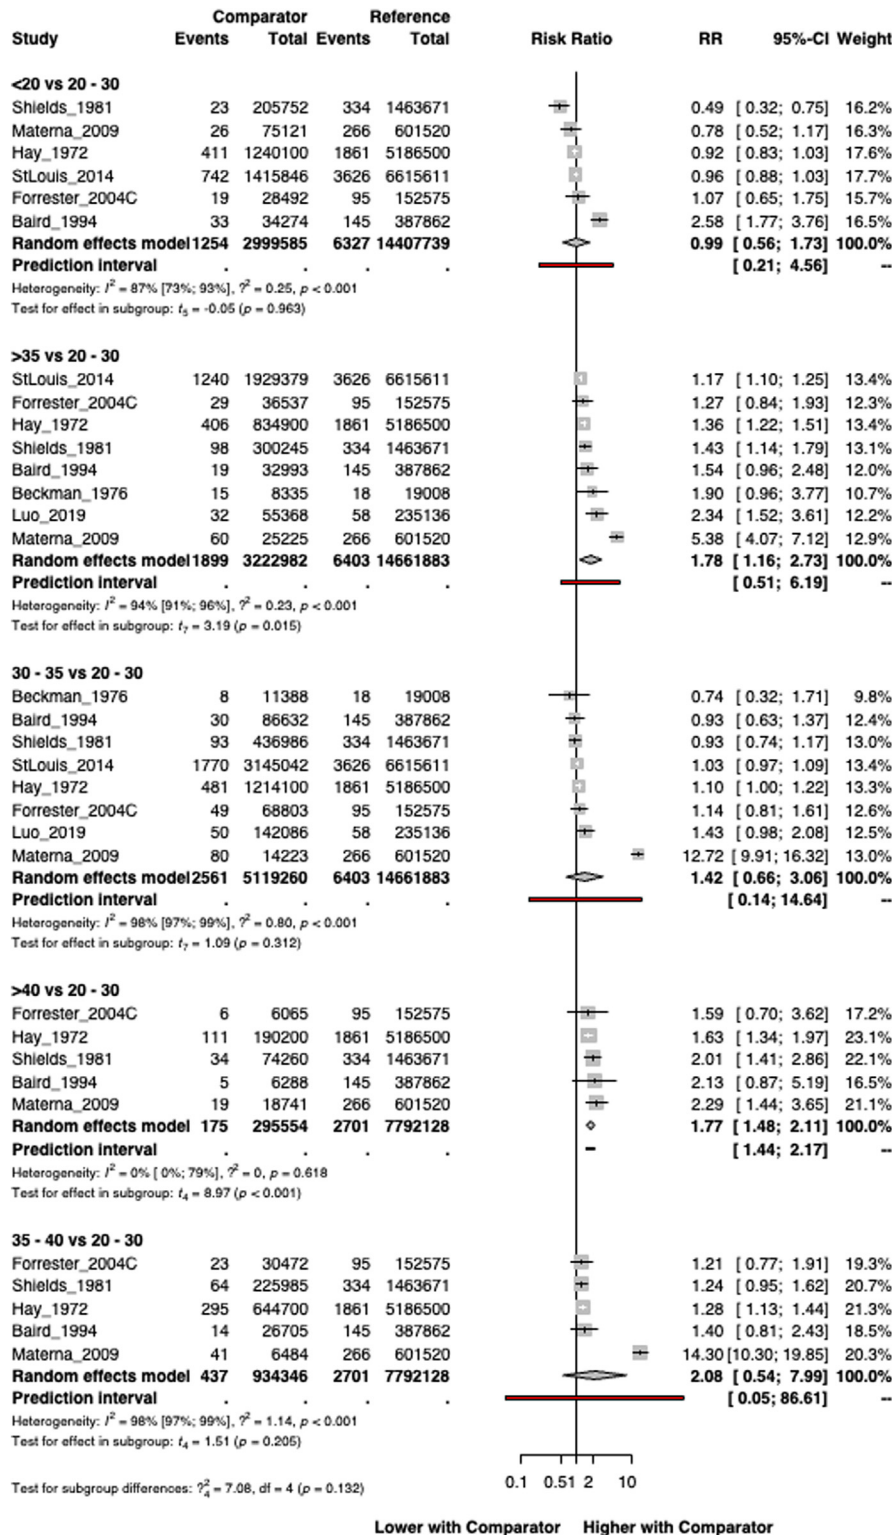 Comparator Reference
Study Events Total Events Total Risk Ratio RR 95%-CI Weight
<20 vs 20 - 30
Shields_1981 23 205752 334 1463671 0.49 [ 0.32; 0.75] 16.2%
Materna_2009 26 75121 266 601520 0.78 [ 0.52; 1.17] 16.3%
Hay_1972 411 1240100 1861 5186500 0.92 [ 0.83; 1.03] 17.6%
StLouis_2014 742 1415846 3626 6615611 0.96 [ 0.88; 1.03] 17.7%
Forrester_2004C 19 28492 95 152575 1.07 [ 0.65; 1.75] 15.7%
Baird_1994 33 34274 145 387862 2.58 [ 1.77; 3.76] 16.5%
Random effects model 1254 2999585 6327 14407739 0.99 [ 0.56; 1.73] 100.0%
Prediction interval . . . . [ 0.21; 4.56] --
Heterogeneity: I² = 87% [73%; 93%], ?² = 0.25, p < 0.001
Test for effect in subgroup: t₅ = -0.05 (p = 0.963)
>35 vs 20 - 30
StLouis_2014 1240 1929379 3626 6615611 1.17 [ 1.10; 1.25] 13.4%
Forrester_2004C 29 36537 95 152575 1.27 [ 0.84; 1.93] 12.3%
Hay_1972 406 834900 1861 5186500 1.36 [ 1.22; 1.51] 13.4%
Shields_1981 98 300245 334 1463671 1.43 [ 1.14; 1.79] 13.1%
Baird_1994 19 32993 145 387862 1.54 [ 0.96; 2.48] 12.0%
Beckman_1976 15 8335 18 19008 1.90 [ 0.96; 3.77] 10.7%
Luo_2019 32 55368 58 235136 2.34 [ 1.52; 3.61] 12.2%
Materna_2009 60 25225 266 601520 5.38 [ 4.07; 7.12] 12.9%
Random effects model 1899 3222982 6403 14661883 1.78 [ 1.16; 2.73] 100.0%
Prediction interval . . . . [ 0.51; 6.19] --
Heterogeneity: I² = 94% [91%; 96%], ?² = 0.23, p < 0.001
Test for effect in subgroup: t₇ = 3.19 (p = 0.015)
30 - 35 vs 20 - 30
Beckman_1976 8 11388 18 19008 0.74 [ 0.32; 1.71] 9.8%
Baird_1994 30 86632 145 387862 0.93 [ 0.63; 1.37] 12.4%
Shields_1981 93 436986 334 1463671 0.93 [ 0.74; 1.17] 13.0%
StLouis_2014 1770 3145042 3626 6615611 1.03 [ 0.97; 1.09] 13.4%
Hay_1972 481 1214100 1861 5186500 1.10 [ 1.00; 1.22] 13.3%
Forrester_2004C 49 68803 95 152575 1.14 [ 0.81; 1.61] 12.6%
Luo_2019 50 142086 58 235136 1.43 [ 0.98; 2.08] 12.5%
Materna_2009 80 14223 266 601520 12.72 [ 9.91; 16.32] 13.0%
Random effects model 2561 5119260 6403 14661883 1.42 [ 0.66; 3.06] 100.0%
Prediction interval . . . . [ 0.14; 14.64] --
Heterogeneity: I² = 98% [97%; 99%], ?² = 0.80, p < 0.001
Test for effect in subgroup: t₇ = 1.09 (p = 0.312)
>40 vs 20 - 30
Forrester_2004C 6 6065 95 152575 1.59 [ 0.70; 3.62] 17.2%
Hay_1972 111 190200 1861 5186500 1.63 [ 1.34; 1.97] 23.1%
Shields_1981 34 74260 334 1463671 2.01 [ 1.41; 2.86] 22.1%
Baird_1994 5 6288 145 387862 2.13 [ 0.87; 5.19] 16.5%
Materna_2009 19 18741 266 601520 2.29 [ 1.44; 3.65] 21.1%
Random effects model 175 295554 2701 7792128 1.77 [ 1.48; 2.11] 100.0%
Prediction interval . . . . [ 1.44; 2.17] --
Heterogeneity: I² = 0% [ 0%; 79%], ?² = 0, p = 0.618
Test for effect in subgroup: t₄ = 8.97 (p < 0.001)
35 - 40 vs 20 - 30
Forrester_2004C 23 30472 95 152575 1.21 [ 0.77; 1.91] 19.3%
Shields_1981 64 225985 334 1463671 1.24 [ 0.95; 1.62] 20.7%
Hay_1972 295 644700 1861 5186500 1.28 [ 1.13; 1.44] 21.3%
Baird_1994 14 26705 145 387862 1.40 [ 0.81; 2.43] 18.5%
Materna_2009 41 6484 266 601520 14.30 [10.30; 19.85] 20.3%
Random effects model 437 934346 2701 7792128 2.08 [ 0.54; 7.99] 100.0%
Prediction interval . . . . [ 0.05; 86.61] --
Heterogeneity: I² = 98% [97%; 99%], ?² = 1.14, p < 0.001
Test for effect in subgroup: t₄ = 1.51 (p = 0.205)
0.1 0.5 1 2 10
Test for subgroup differences: ?²₄ = 7.08, df = 4 (p = 0.132)
Lower with Comparator Higher with Comparator